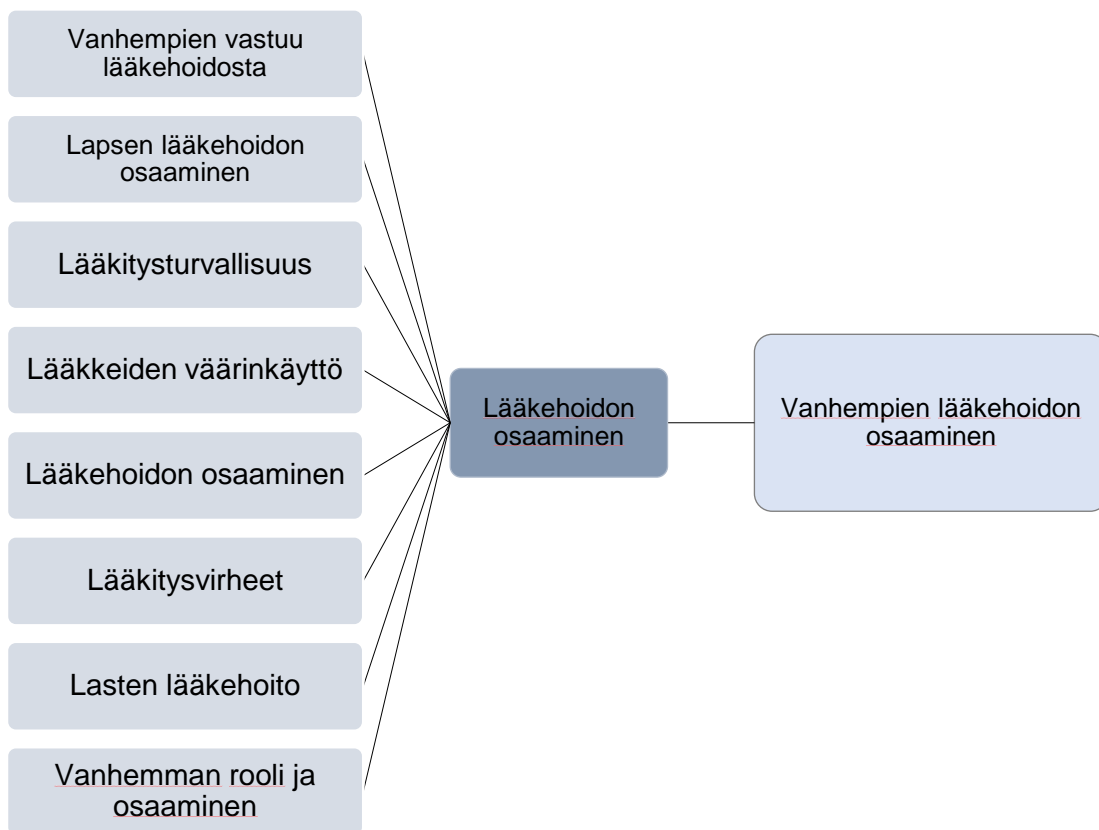 Vanhempien vastuu
lääkehoidosta
Lapsen lääkehoidon
osaaminen
Lääkitysturvallisuus
Lääkkeiden väärinkäyttö
Lääkehoidon osaaminen
Lääkitysvirheet
Lasten lääkehoito
Vanhemman rooli ja
osaaminen
Lääkehoidon
osaaminen
Vanhempien lääkehoidon
osaaminen